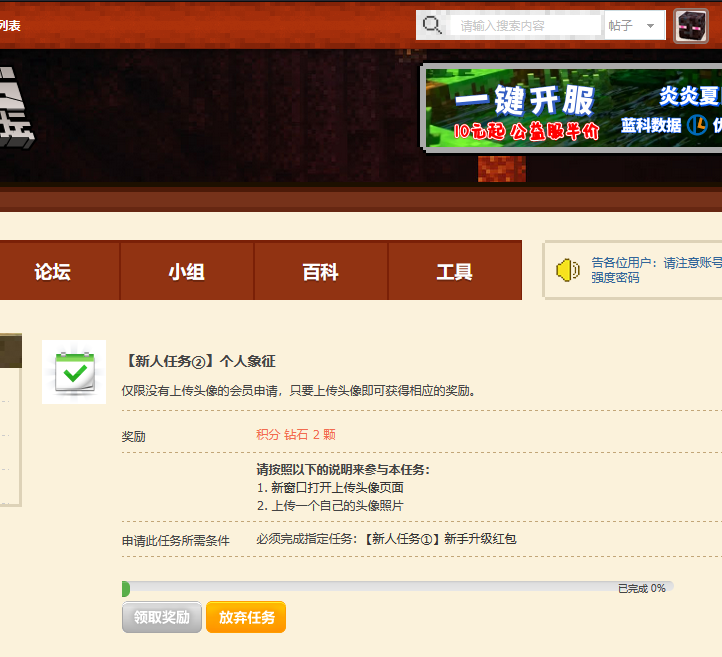 列表
请输入搜索内容
帖子
坛
一键开服
10元起 公益服半价
炎炎夏
蓝科数据
论坛
小组
百科
工具
告各位用户：请注意账号
强度密码
【新人任务②】个人象征
仅限没有上传头像的会员申请，只要上传头像即可获得相应的奖励。
奖励
积分 钻石 2 颗
请按照以下的说明来参与本任务：
1. 新窗口打开上传头像页面
2. 上传一个自己的头像照片
申请此任务所需条件
必须完成指定任务：【新人任务①】新手升级红包
已完成 0%
领取奖励
放弃任务